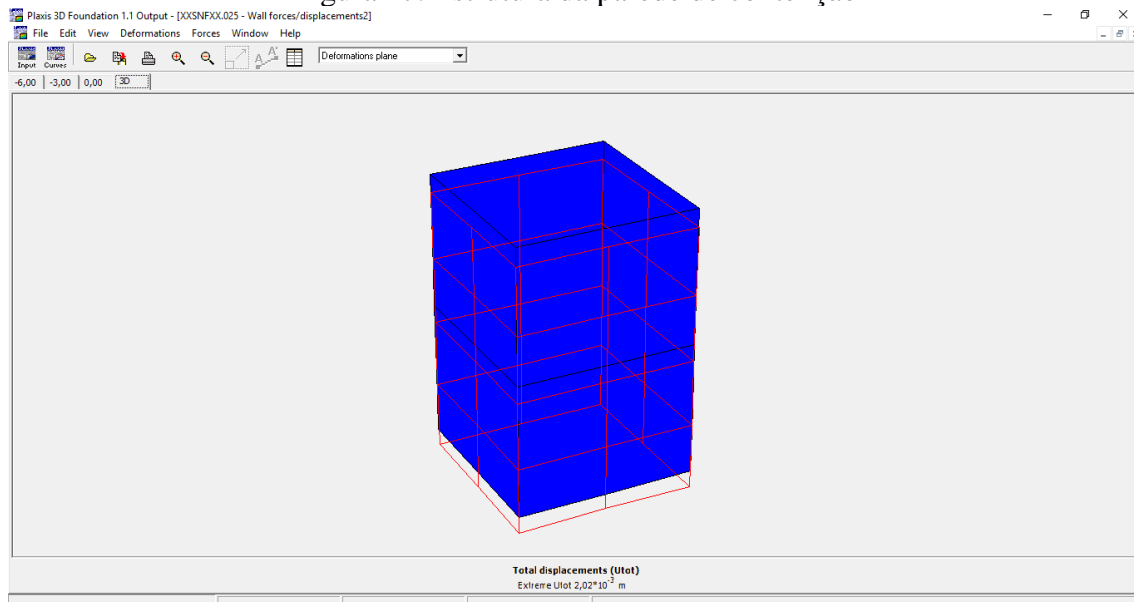 Plaxis 3D Foundation 1.1 Output - [XXSNFXX.025 - Wall forces/displacements2]
File Edit View Deformations Forces Window Help
Input Curves Deformations plane
-6,00 -3,00 0,00 3D
Total displacements (Utot)
Extreme Utot 2,02*10-3 m